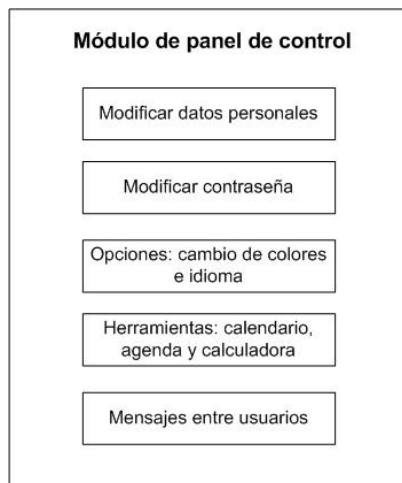 Módulo de panel de control
Modificar datos personales
Modificar contraseña
Opciones: cambio de colores
e idioma
Herramientas: calendario,
agenda y calculadora
Mensajes entre usuarios